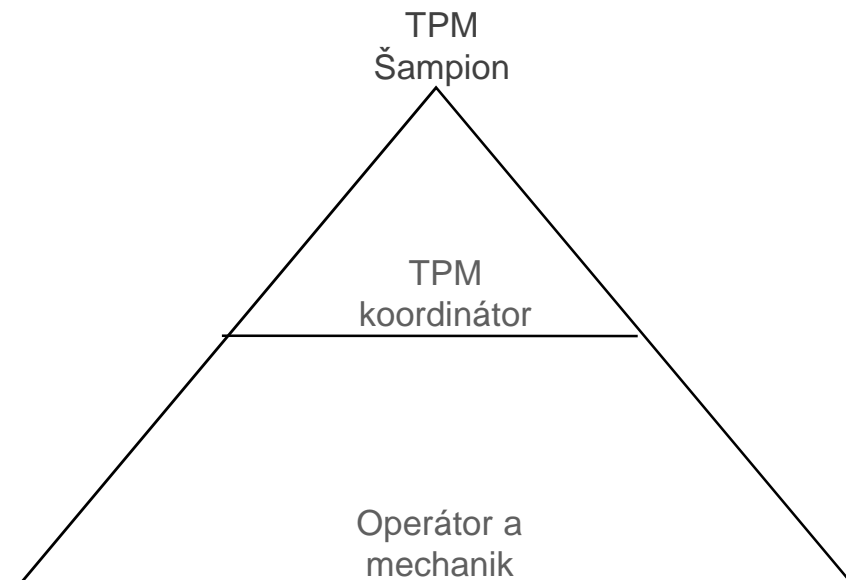 TPM
Šampion
TPM
koordinátor
Operátor a
mechanik